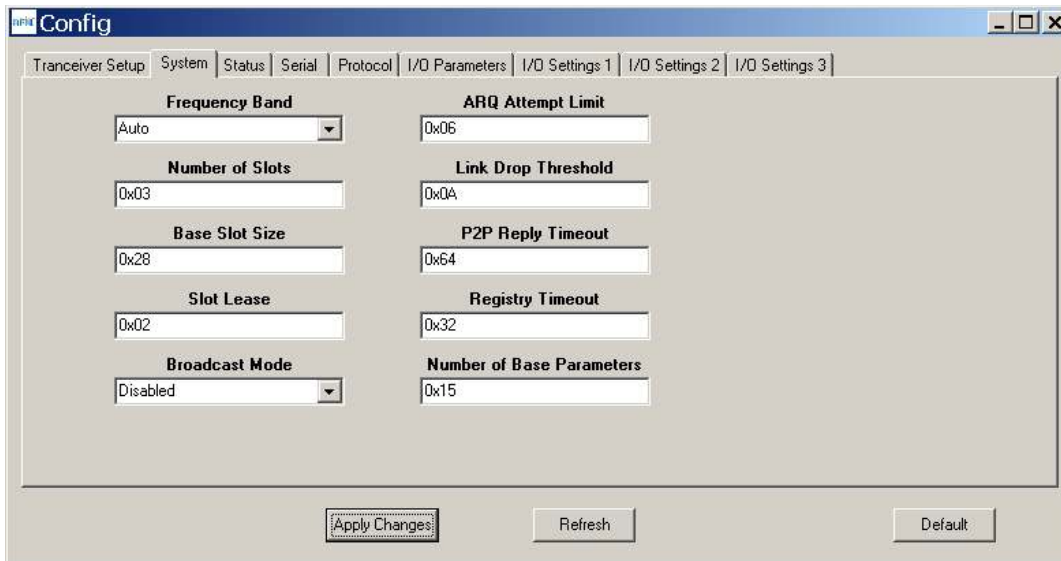 Config
Tranceiver Setup System Status Serial Protocol I/O Parameters I/O Settings 1 I/O Settings 2 I/O Settings 3
Frequency Band
Auto
Number of Slots
0x03
Base Slot Size
0x28
Slot Lease
0x02
Broadcast Mode
Disabled
ARQ Attempt Limit
0x06
Link Drop Threshold
0x0A
P2P Reply Timeout
0x64
Registry Timeout
0x32
Number of Base Parameters
0x15
Apply Changes Refresh Default